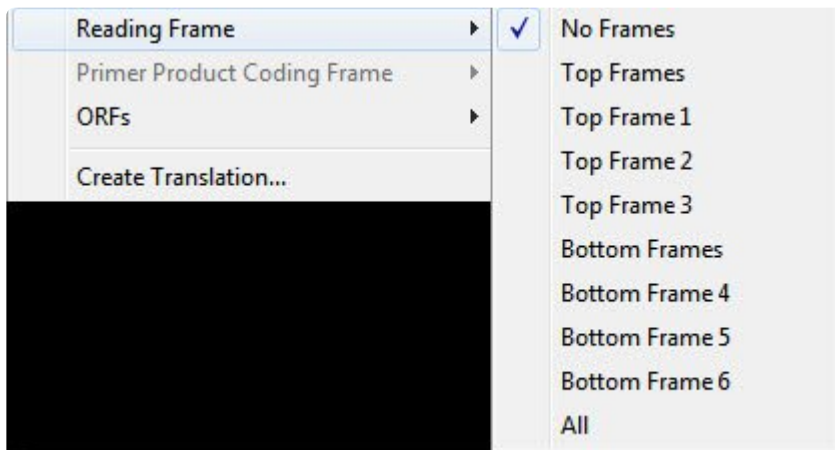 Reading Frame
Primer Product Coding Frame
ORFs
Create Translation...
No Frames
Top Frames
Top Frame 1
Top Frame 2
Top Frame 3
Bottom Frames
Bottom Frame 4
Bottom Frame 5
Bottom Frame 6
All